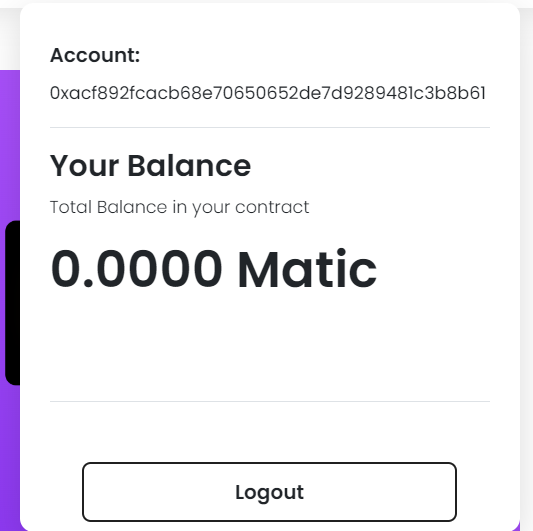 Account:
0xacf892fcacb68e70650652de7d9289481c3b8b61
Your Balance
Total Balance in your contract
0.0000 Matic
Logout